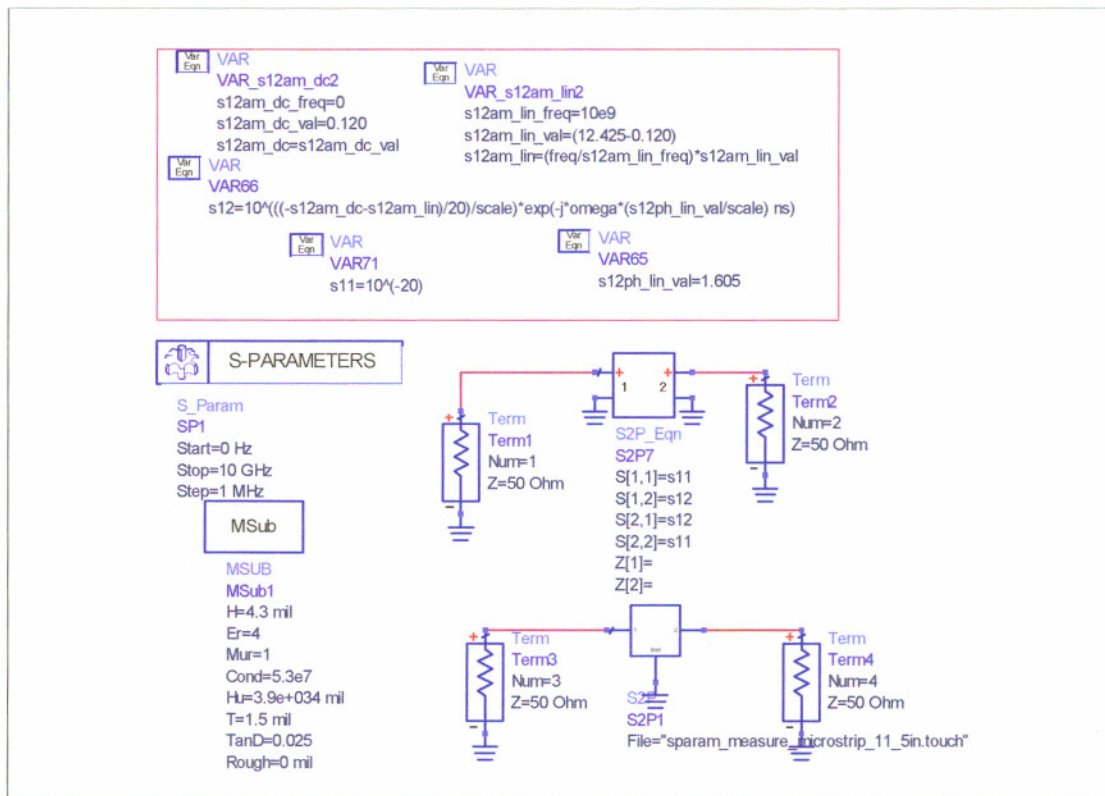 Var
Eqn
VAR
VAR_s12am_dc2
s12am_dc_freq=0
s12am_dc_val=0.120
s12am_dc=s12am_dc_val
Var
Eqn
VAR
VAR_s12am_lin2
s12am_lin_freq=10e9
s12am_lin_val=(12.425-0.120)
s12am_lin=(freq/s12am_lin_freq)*s12am_lin_val
Var
Eqn
VAR
VAR66
s12=10^(((-s12am_dc-s12am_lin)/20)/scale)*exp(-j*omega*(s12ph_lin_val/scale) ns)
Var
Eqn
VAR
VAR71
s11=10^(-20)
Var
Eqn
VAR
VAR65
s12ph_lin_val=1.605
S-PARAMETERS
S_Param
SP1
Start=0 Hz
Stop=10 GHz
Step=1 MHz
MSub
MSUB
MSub1
H=4.3 mil
Er=4
Mur=1
Cond=5.3e7
Hu=3.9e+034 mil
T=1.5 mil
TanD=0.025
Rough=0 mil
+
-
Term
Term1
Num=1
Z=50 Ohm
+ +
1 2
S2P_Eqn
S2P7
S[1,1]=s11
S[1,2]=s12
S[2,1]=s12
S[2,2]=s11
Z[1]=
Z[2]=
+
-
Term
Term2
Num=2
Z=50 Ohm
+
-
Term
Term3
Num=3
Z=50 Ohm
1 2
Ref
S2P
S2P1
File="sparam_measure_microstrip_11_5in.touch"
+
-
Term
Term4
Num=4
Z=50 Ohm